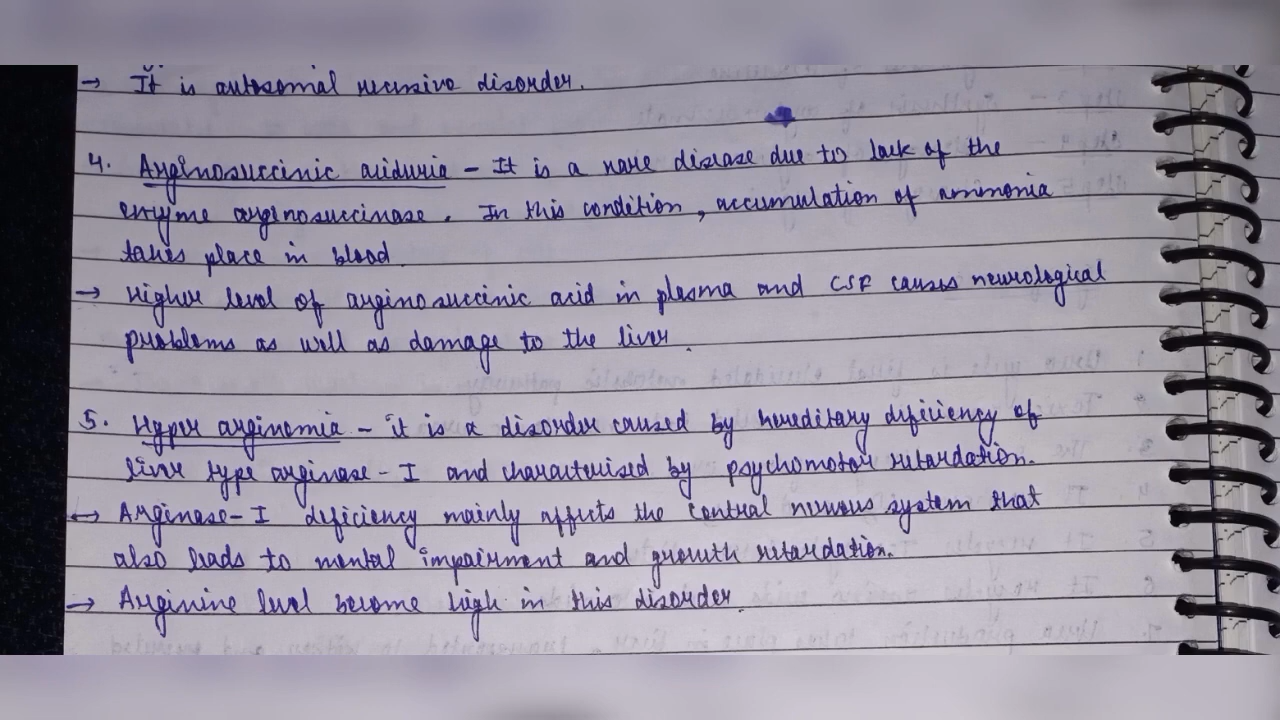 → It is autosomal recessive disorder.
4. Arginosuccinic aciduria - It is a rare disease due to lack of the
enzyme arginosuccinase. In this condition, accumulation of ammonia
takes place in blood.
→ Higher level of arginosuccinic acid in plasma and CSF causes neurological
problems as well as damage to the liver.
5. Hyper arginemia - it is a disorder caused by hereditary deficiency of
liver type arginase - I and characterised by psychomotor retardation.
→ Arginase-I deficiency mainly affects the central nervous system that
also leads to mental impairment and growth retardation.
→ Arginine level become high in this disorder.